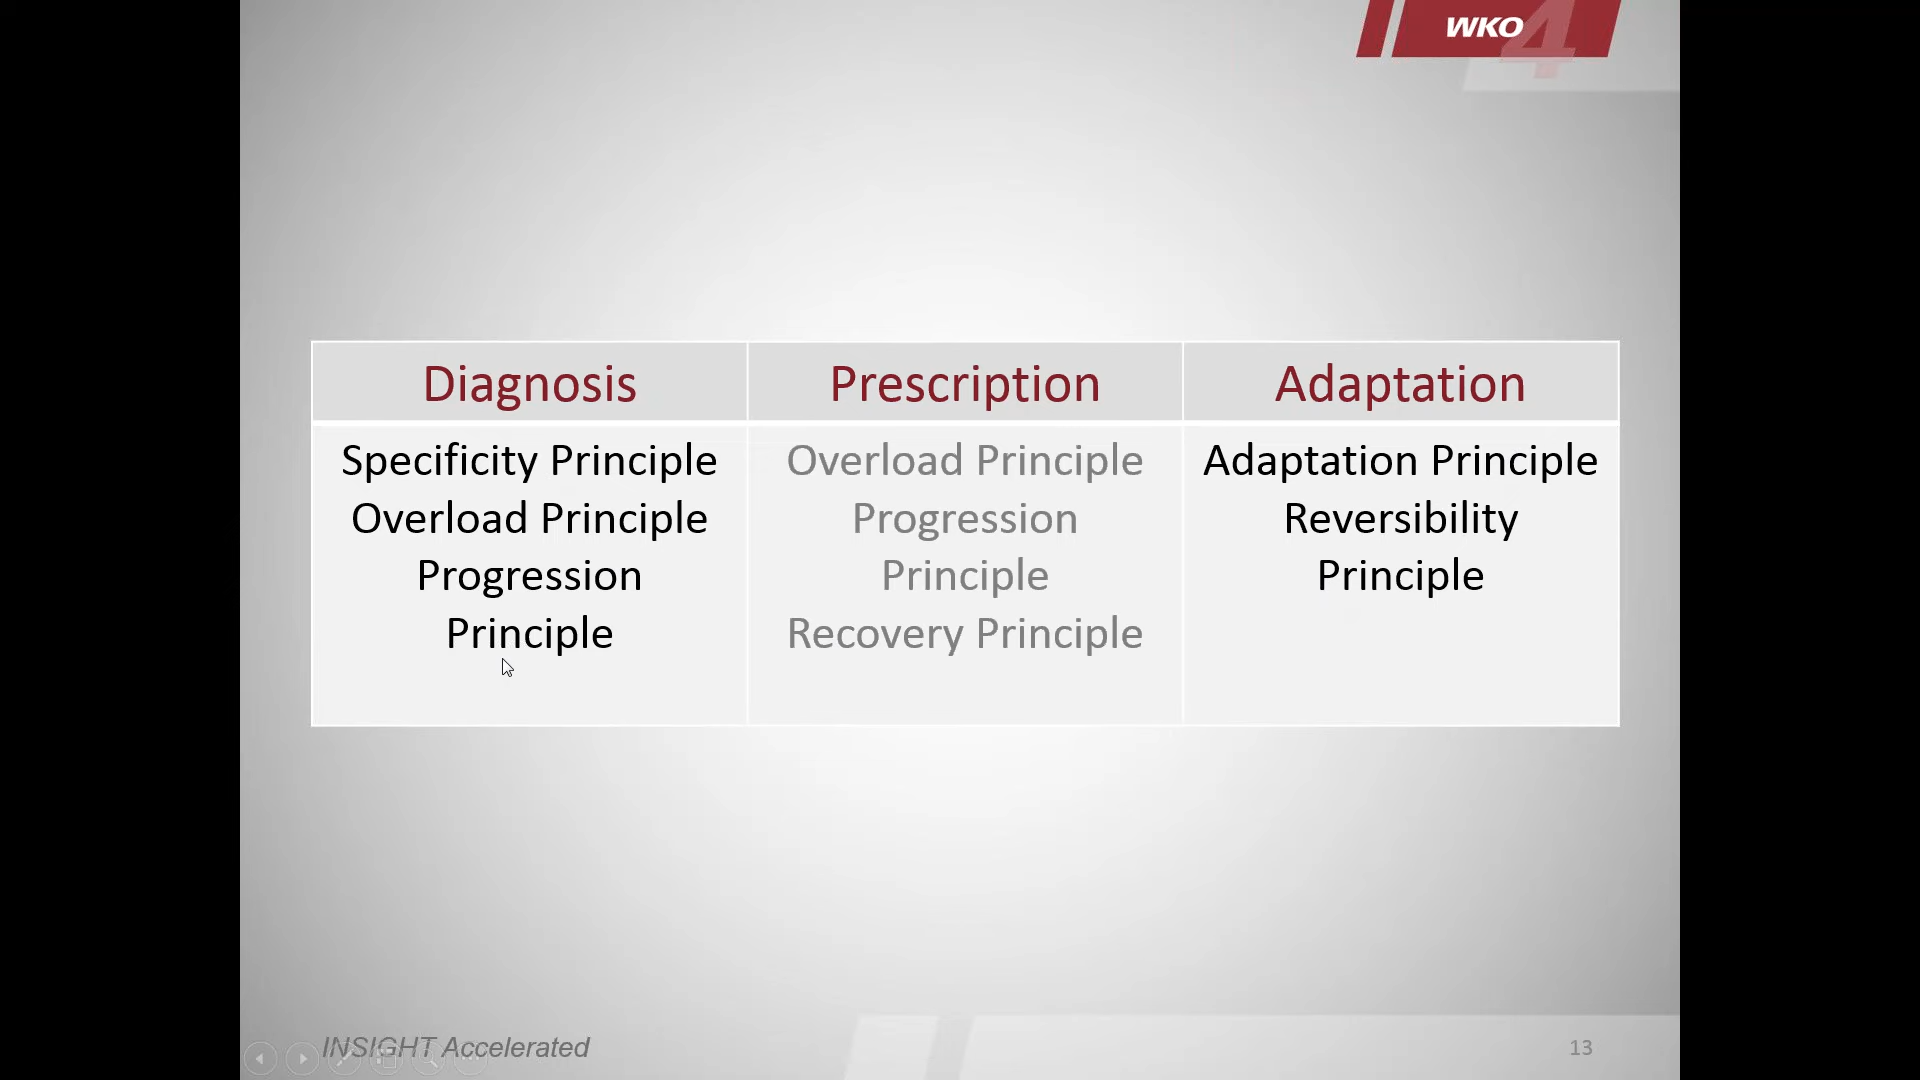 WKO4
Diagnosis
Prescription
Adaptation
Specificity Principle
Overload Principle
Progression
Principle
Overload Principle
Progression
Principle
Recovery Principle
Adaptation Principle
Reversibility
Principle
INSIGHT Accelerated
13